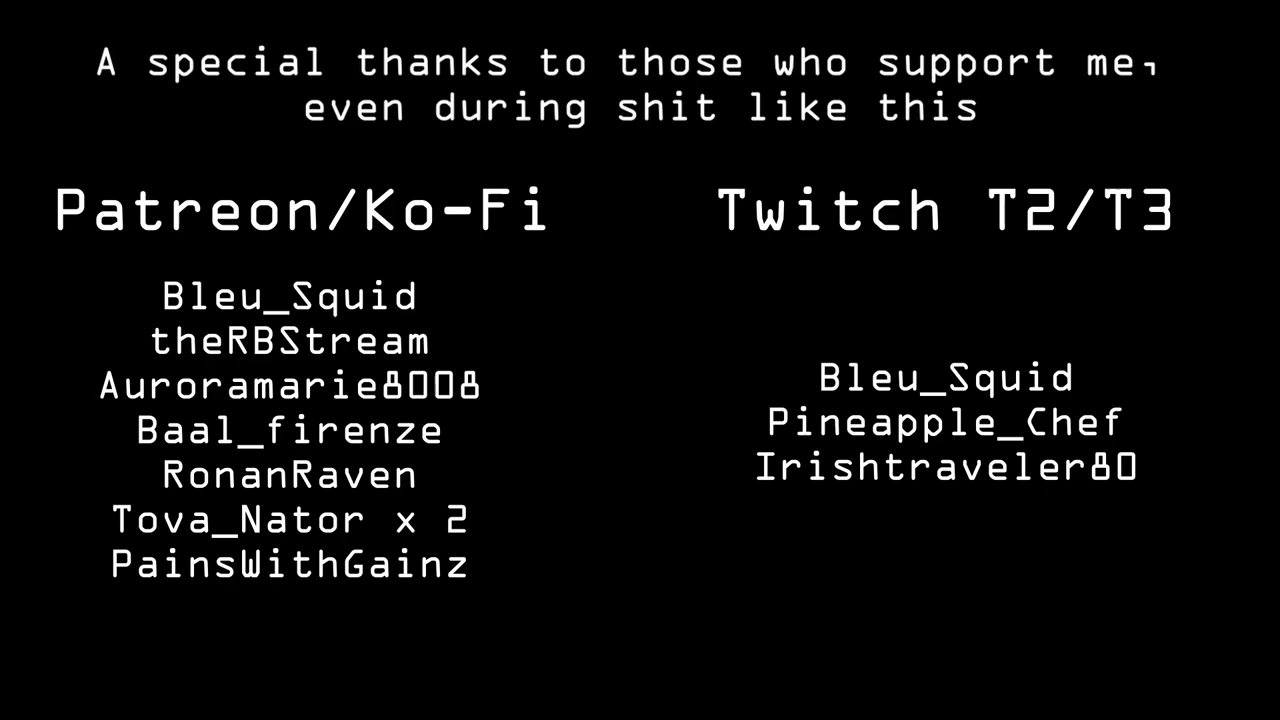 A special thanks to those who support me,
even during shit like this
Patreon/Ko-Fi
Bleu_Squid
theRBStream
Auroramarie8008
Baal_firenze
RonanRaven
Tova_Nator x 2
PainsWithGainz
Twitch T2/T3
Bleu_Squid
Pineapple_Chef
Irishtraveler80